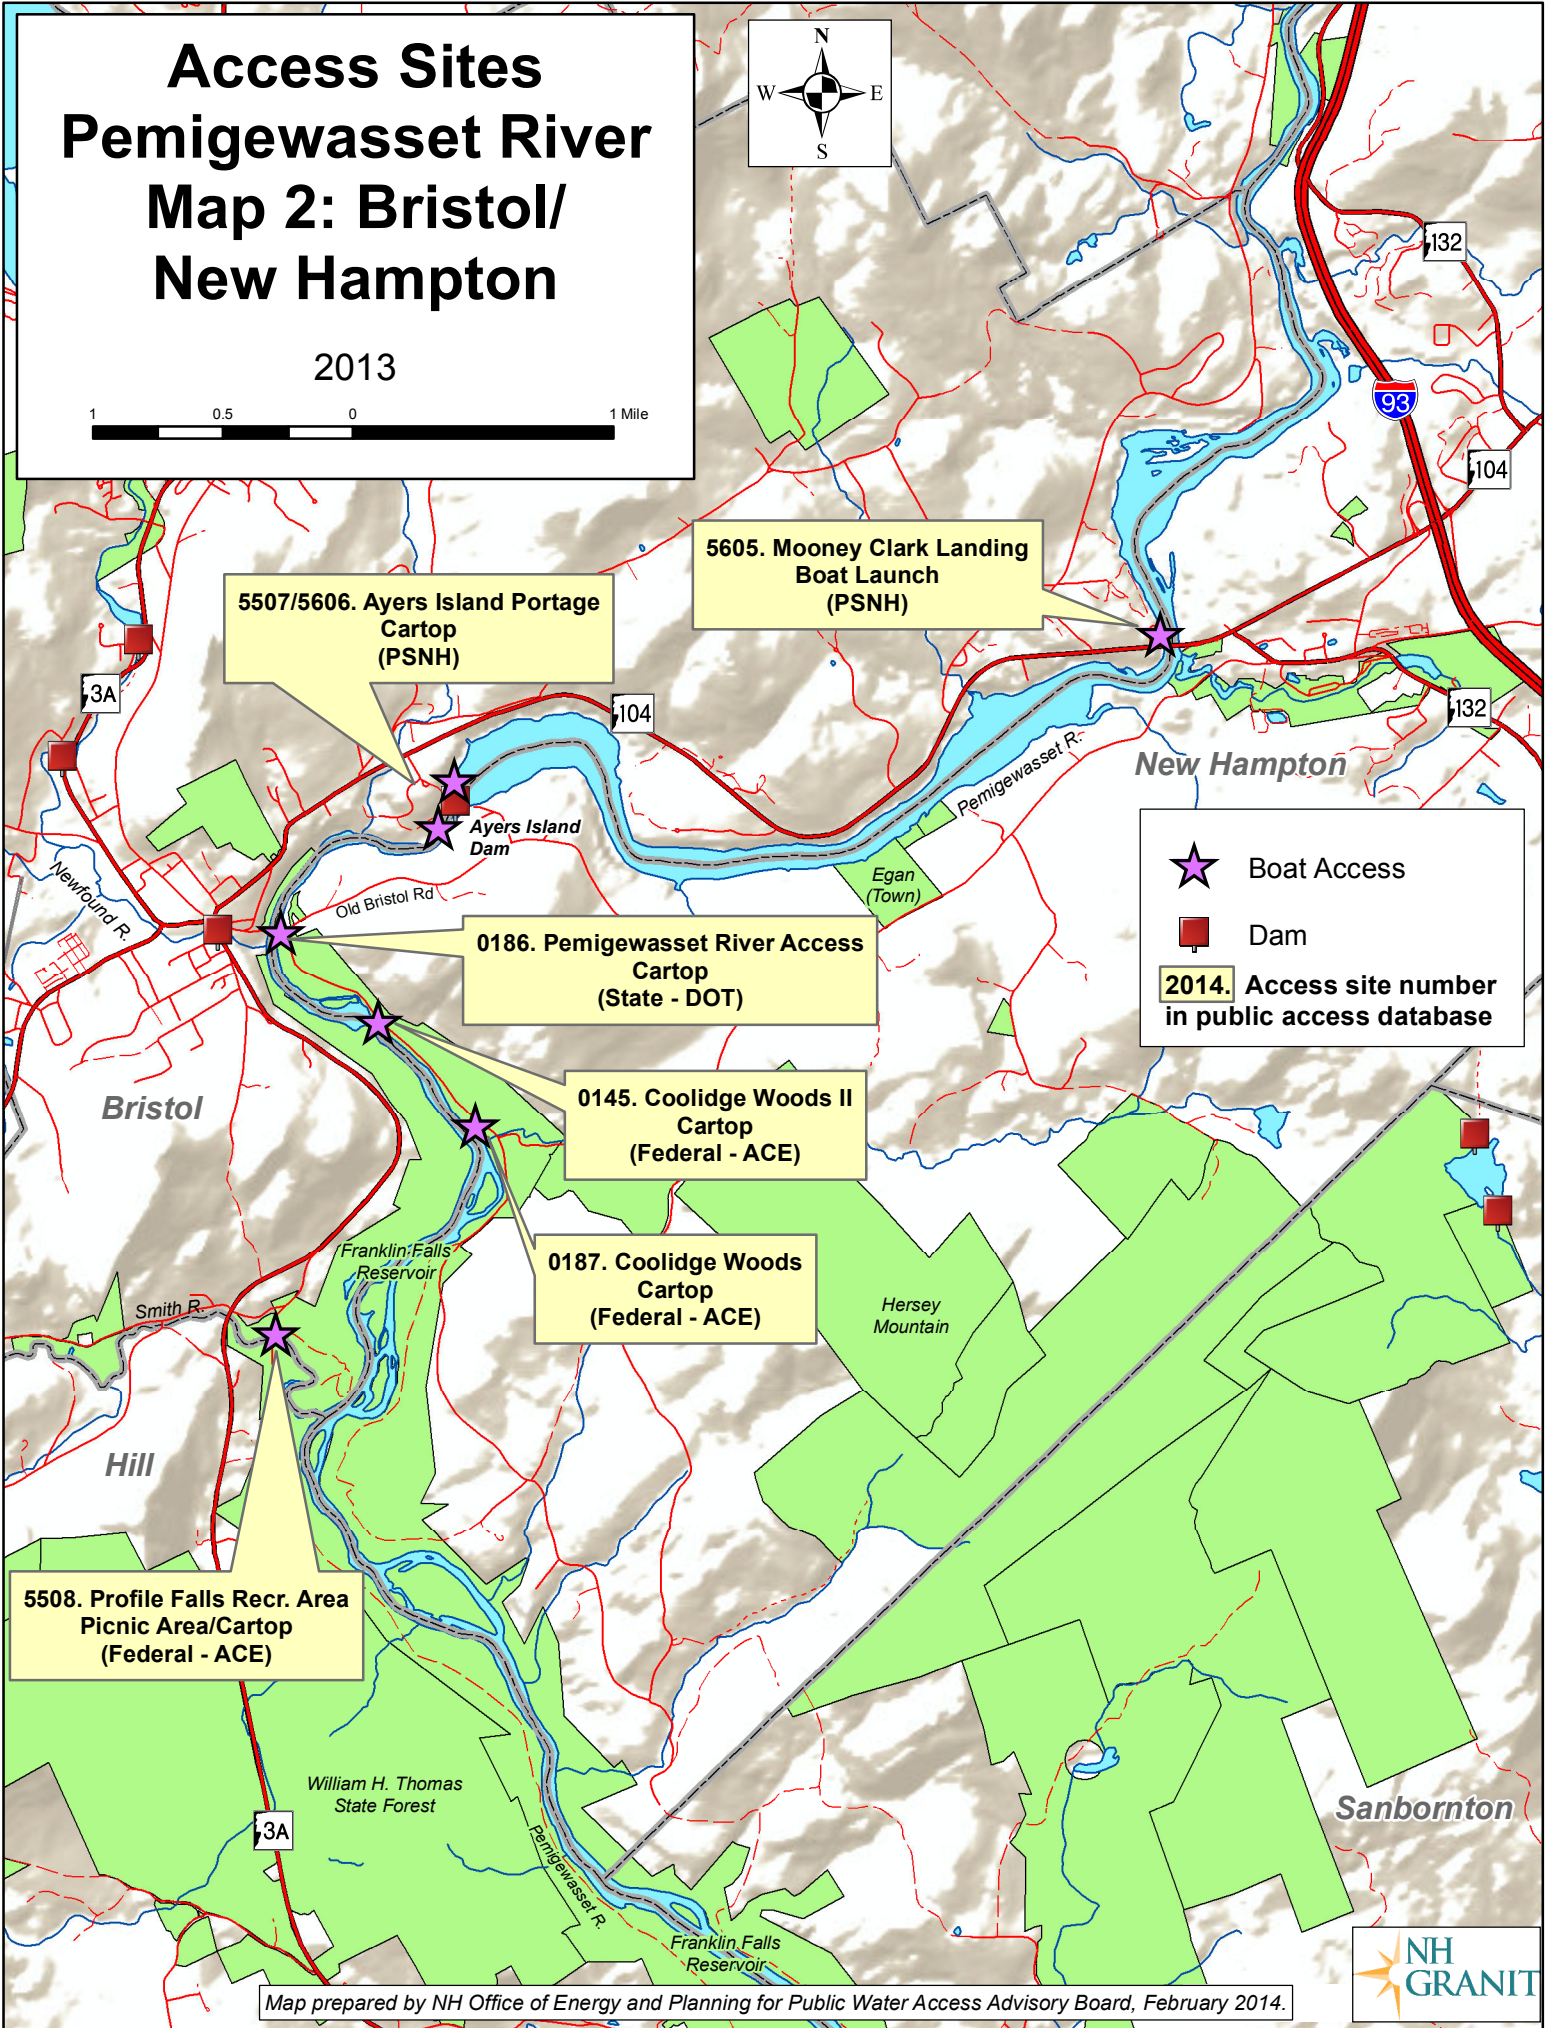 Access Sites
Pemigewasset River
Map 2: Bristol/
New Hampton
2013
1 0.5 0 1 Mile
N
W E
S
132
93
104
5605. Mooney Clark Landing
Boat Launch
(PSNH)
5507/5606. Ayers Island Portage
Cartop
(PSNH)
3A
104
132
New Hampton
Pemigewasset R.
Ayers Island
Dam
Egan
(Town)
Old Bristol Rd
Newfound R.
Boat Access
Dam
2014. Access site number
in public access database
0186. Pemigewasset River Access
Cartop
(State - DOT)
Bristol
0145. Coolidge Woods II
Cartop
(Federal - ACE)
Franklin Falls
Reservoir
0187. Coolidge Woods
Cartop
(Federal - ACE)
Smith R.
Hersey
Mountain
Hill
5508. Profile Falls Recr. Area
Picnic Area/Cartop
(Federal - ACE)
William H. Thomas
State Forest
Sanbornton
3A
Pemigewasset R.
Franklin Falls
Reservoir
NH
GRANIT
Map prepared by NH Office of Energy and Planning for Public Water Access Advisory Board, February 2014.